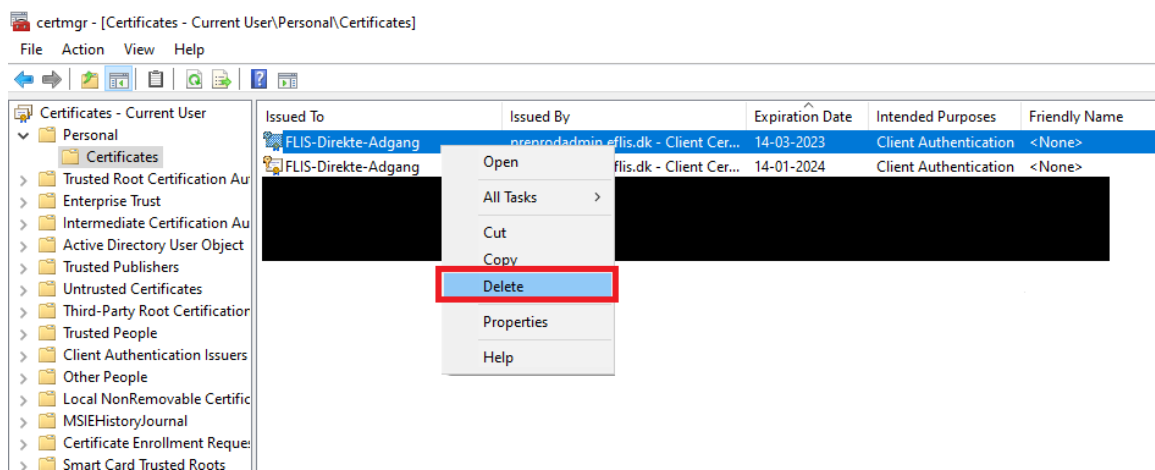 certmgr - [Certificates - Current User\Personal\Certificates]
File Action View Help
Certificates - Current User
Personal
Certificates
Trusted Root Certification Au
Enterprise Trust
Intermediate Certification Au
Active Directory User Object
Trusted Publishers
Untrusted Certificates
Third-Party Root Certification
Trusted People
Client Authentication Issuers
Other People
Local NonRemovable Certific
MSIEHistoryJournal
Certificate Enrollment Reques
Smart Card Trusted Roots
Issued To Issued By Expiration Date Intended Purposes Friendly Name
FLIS-Direkte-Adgang preprodadmin.eflis.dk - Client Cer... 14-03-2023 Client Authentication <None>
FLIS-Direkte-Adgang flis.dk - Client Cer... 14-01-2024 Client Authentication <None>
Open
All Tasks
Cut
Copy
Delete
Properties
Help